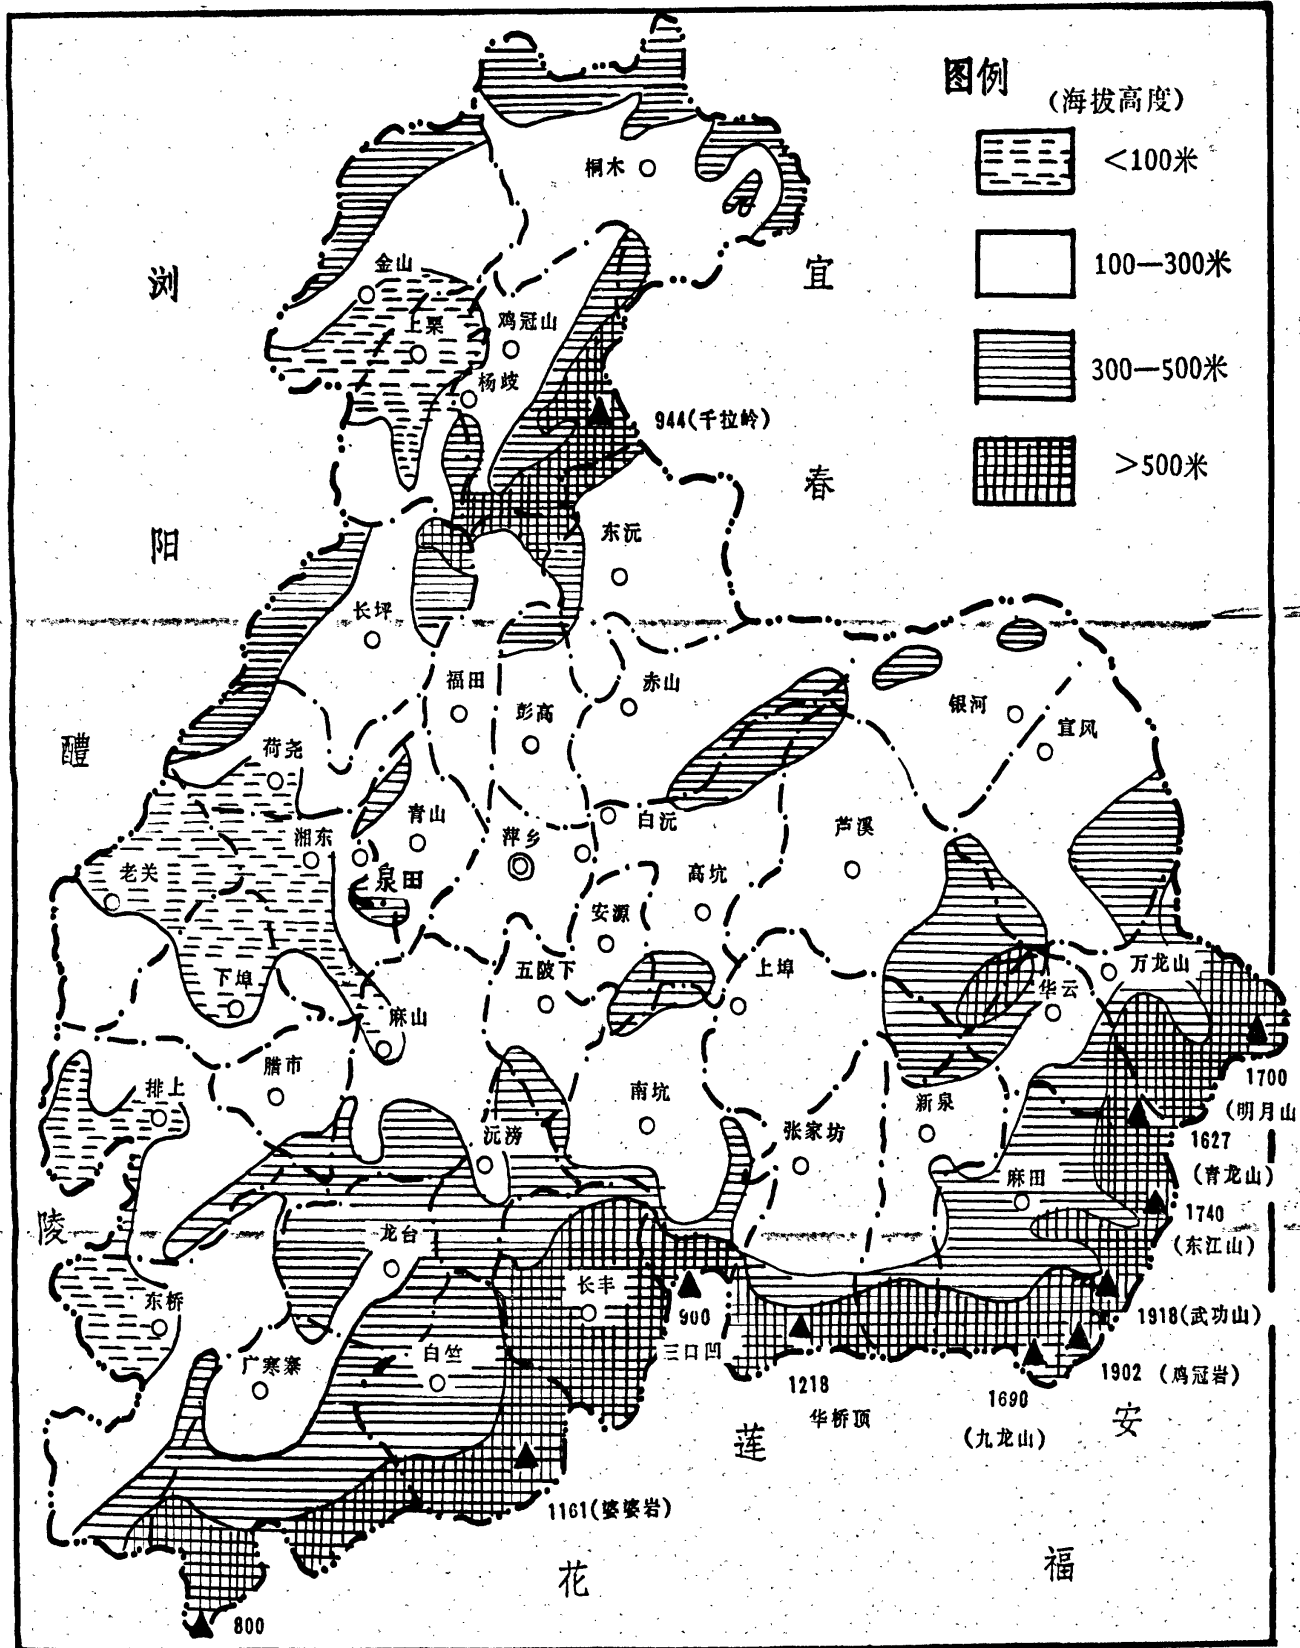 图例
(海拔高度)
<100米
100—300米
300—500米
>500米
桐木
浏
金山
宜
上栗
鸡冠山
杨歧
944(千拉岭)
春
阳
东沅
长坪
福田
赤山
彭高
银河
宣风
醴
荷尧
青山
湘东
萍乡
白沅
芦溪
老关
泉田
高坑
安源
五陂下
上埠
万龙山
下埠
华云
麻山
腊市
排上
南坑
新泉
1700
(明月山
沅滂
张家坊
1627
(青龙山)
麻田
1740
(东江山)
陵
龙台
长丰
东桥
900
三口凹
1918(武功山)
广寒寨
白竺
1218
华桥顶
1902 (鸡冠岩)
1690
(九龙山)
安
莲
1161(婆婆岩)
花
福
800